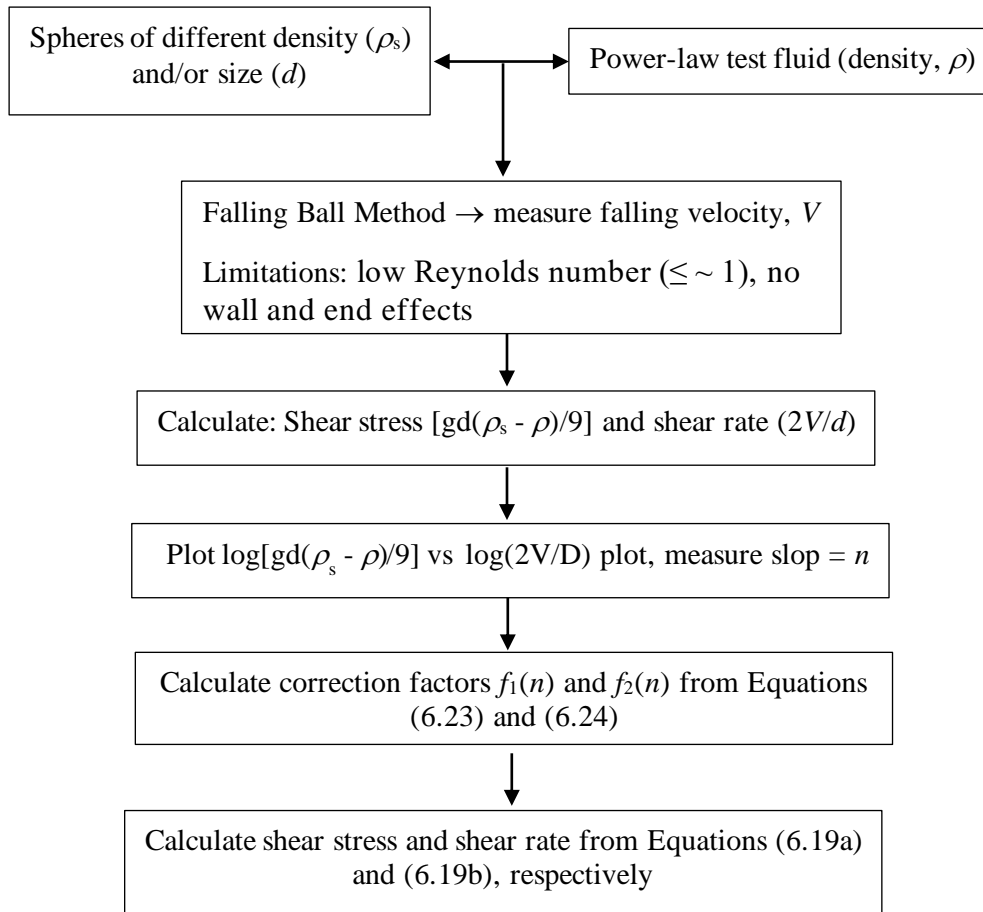 Spheres of different density (ρs)
and/or size (d)
Power-law test fluid (density, ρ)
Falling Ball Method → measure falling velocity, V
Limitations: low Reynolds number (≤ ~ 1), no
wall and end effects
Calculate: Shear stress [gd(ρs - ρ)/9] and shear rate (2V/d)
Plot log[gd(ρs - ρ)/9] vs log(2V/D) plot, measure slop = n
Calculate correction factors f1(n) and f2(n) from Equations
(6.23) and (6.24)
Calculate shear stress and shear rate from Equations (6.19a)
and (6.19b), respectively